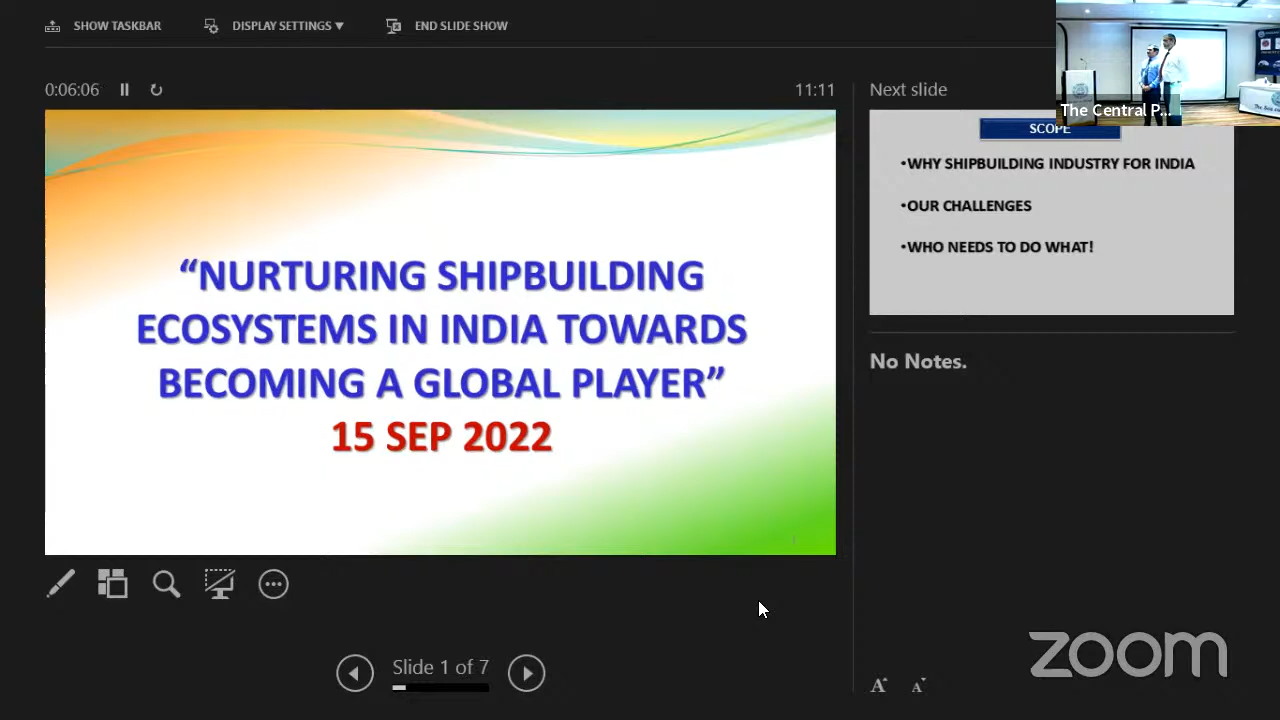 SHOW TASKBAR
DISPLAY SETTINGS ▼
END SLIDE SHOW
0:06:06
11:11
“NURTURING SHIPBUILDING
ECOSYSTEMS IN INDIA TOWARDS
BECOMING A GLOBAL PLAYER”
15 SEP 2022
Slide 1 of 7
Next slide
The Central P...
SCOPE
•WHY SHIPBUILDING INDUSTRY FOR INDIA
•OUR CHALLENGES
•WHO NEEDS TO DO WHAT!
No Notes.
A A
zoom